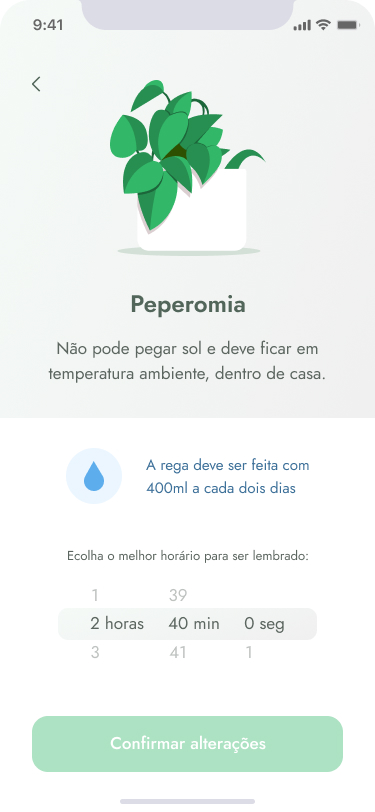 9:41
Peperomia
Não pode pegar sol e deve ficar em
temperatura ambiente, dentro de casa.
A rega deve ser feita com
400ml a cada dois dias
Ecolha o melhor horário para ser lembrado:
1 39
2 horas 40 min 0 seg
3 41 1
Confirmar alterações